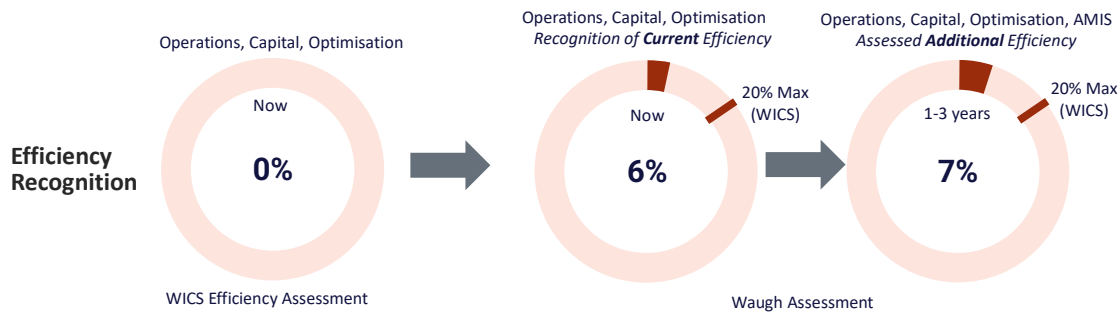 Operations, Capital, Optimisation
Now
0%
WICS Efficiency Assessment
Efficiency
Recognition
Operations, Capital, Optimisation
Recognition of Current Efficiency
Now
6%
20% Max
(WICS)
Operations, Capital, Optimisation, AMIS
Assessed Additional Efficiency
1-3 years
7%
20% Max
(WICS)
Waugh Assessment